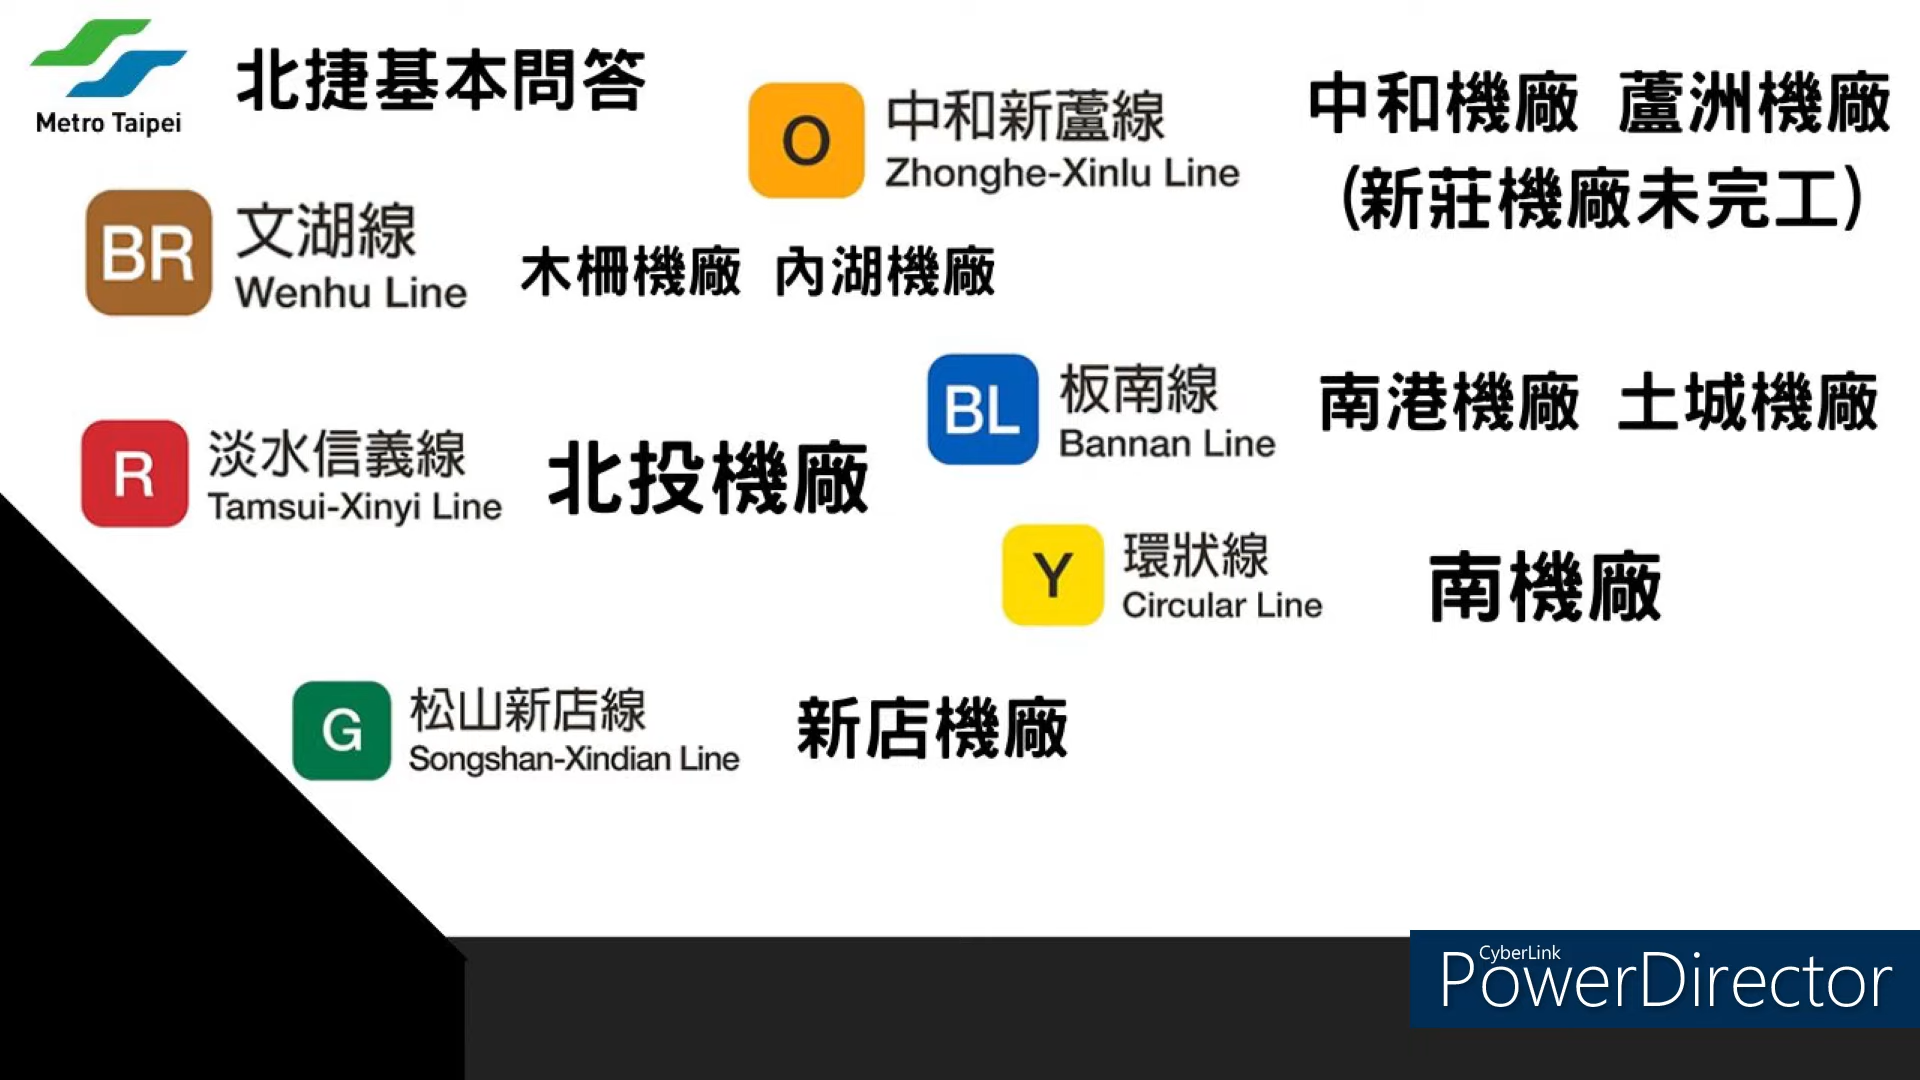 Metro Taipei
北捷基本問答
O
中和新蘆線
Zhonghe-Xinlu Line
中和機廠 蘆洲機廠
(新莊機廠未完工)
BR
文湖線
Wenhu Line
木柵機廠 內湖機廠
BL
板南線
Bannan Line
南港機廠 土城機廠
R
淡水信義線
Tamsui-Xinyi Line
北投機廠
Y
環狀線
Circular Line
南機廠
G
松山新店線
Songshan-Xindian Line
新店機廠
CyberLink
PowerDirector